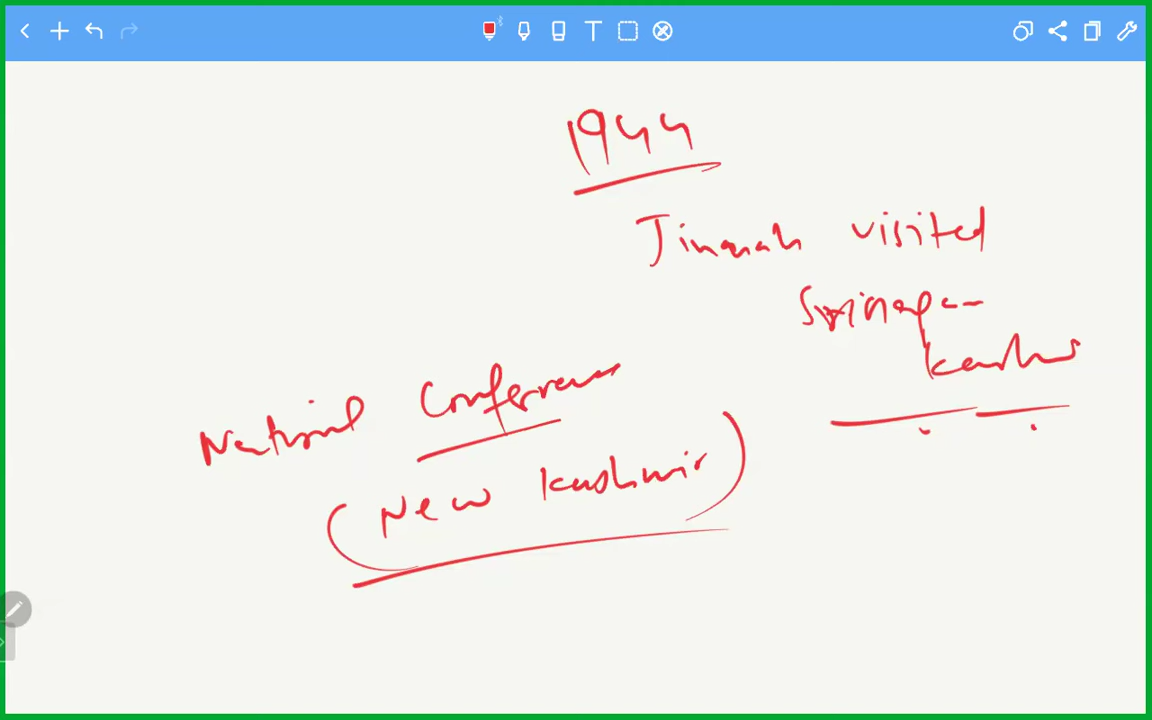 1944
Jinnah visited
Srinagar
Kashmir
National Conference
(New Kashmir)